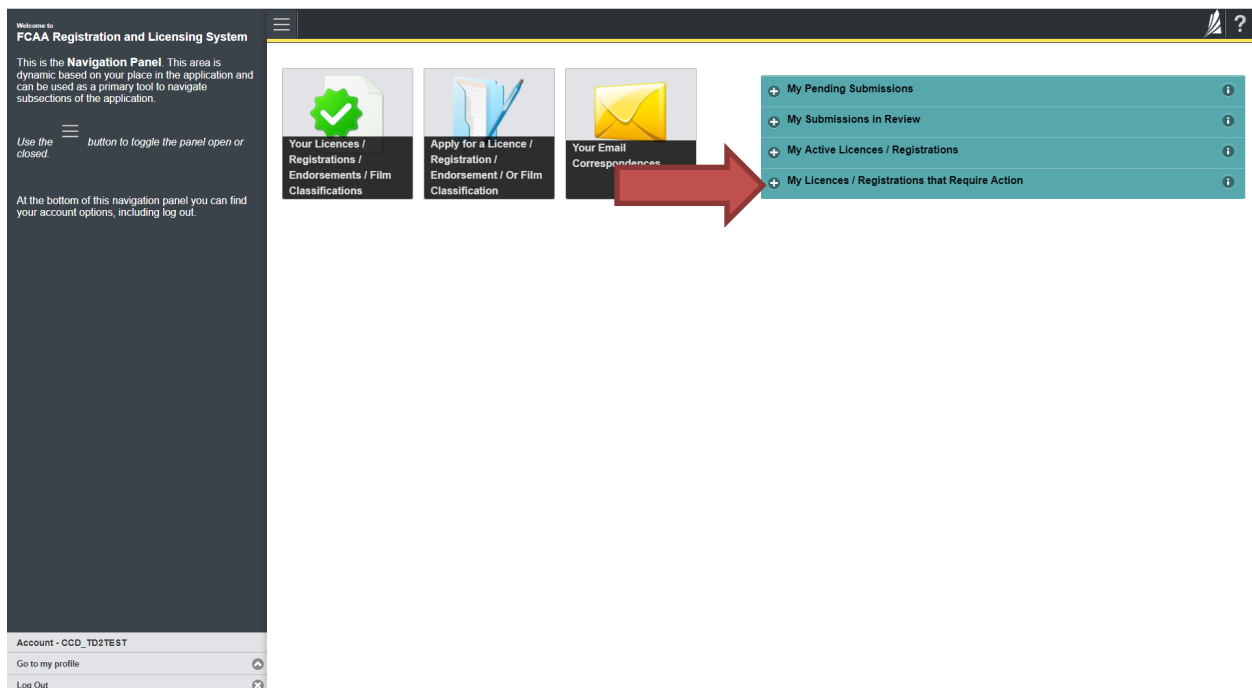 Welcome to
FCAA Registration and Licensing System
This is the Navigation Panel. This area is
dynamic based on your place in the application and
can be used as a primary tool to navigate
subsections of the application.
Use the button to toggle the panel open or
closed.
At the bottom of this navigation panel you can find
your account options, including log out.
Account - CCD_TD2TEST
Go to my profile
Log Out
?
Your Licences /
Registrations /
Endorsements / Film
Classifications
Apply for a Licence /
Registration /
Endorsement / Or Film
Classification
Your Email
Correspondences
My Pending Submissions
My Submissions in Review
My Active Licences / Registrations
My Licences / Registrations that Require Action